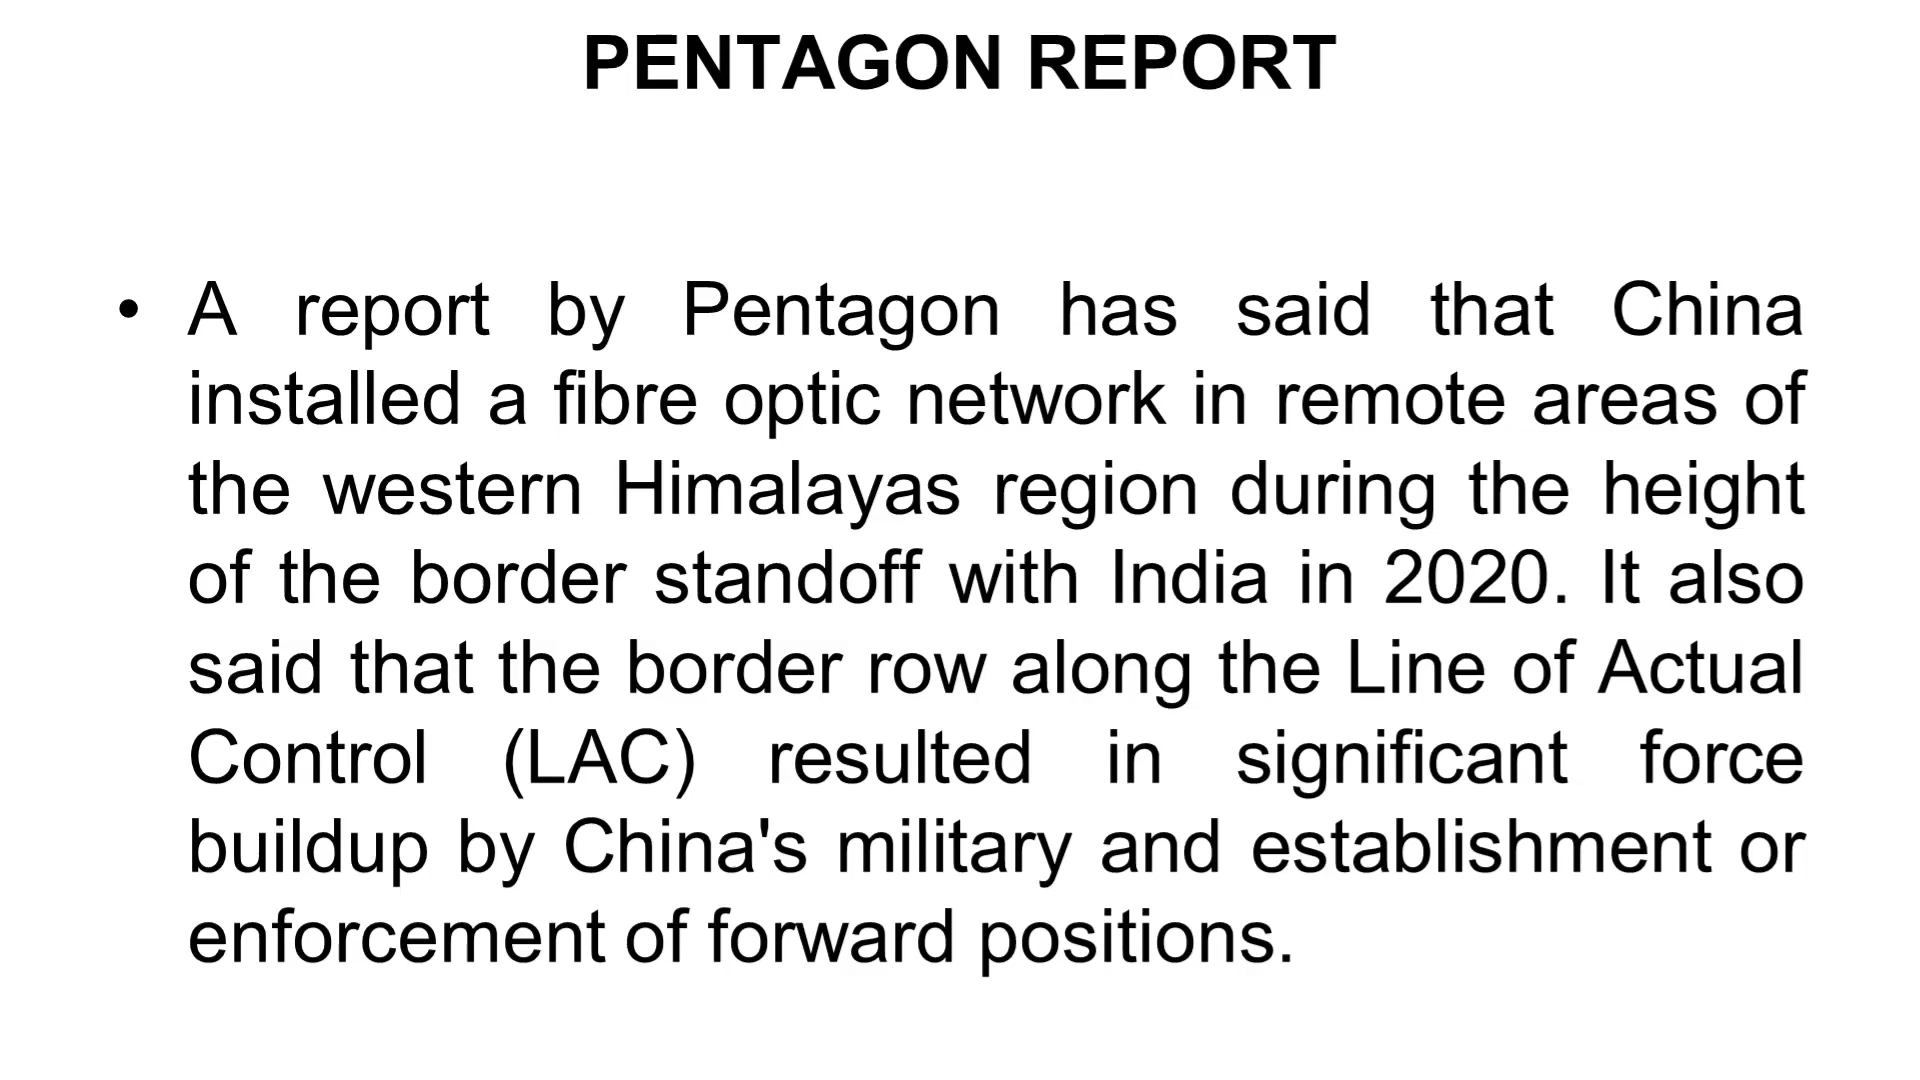 PENTAGON REPORT
• A report by Pentagon has said that China
installed a fibre optic network in remote areas of
the western Himalayas region during the height
of the border standoff with India in 2020. It also
said that the border row along the Line of Actual
Control (LAC) resulted in significant force
buildup by China's military and establishment or
enforcement of forward positions.